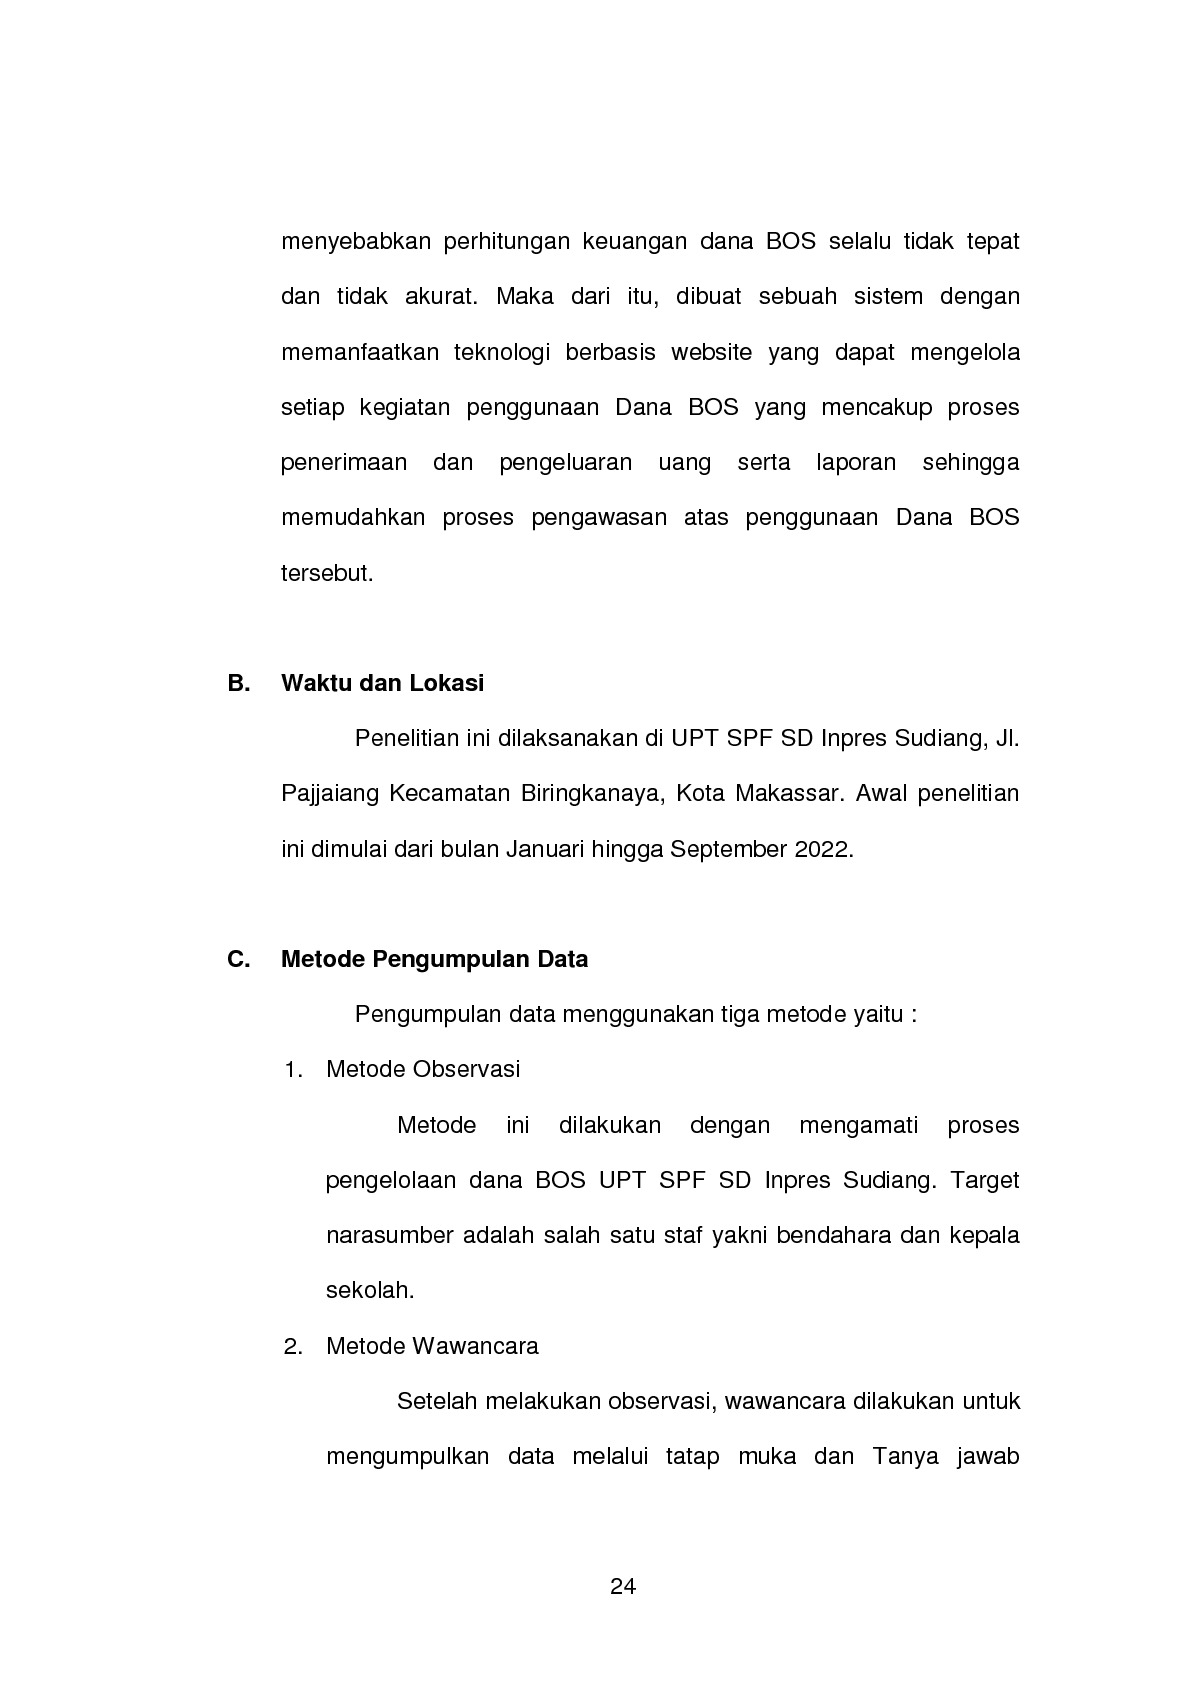 menyebabkan perhitungan keuangan dana BOS selalu tidak tepat
dan tidak akurat. Maka dari itu, dibuat sebuah sistem dengan
memanfaatkan teknologi berbasis website yang dapat mengelola
setiap kegiatan penggunaan Dana BOS yang mencakup proses
penerimaan dan pengeluaran uang serta laporan sehingga
memudahkan proses pengawasan atas penggunaan Dana BOS
tersebut.
B. Waktu dan Lokasi
Penelitian ini dilaksanakan di UPT SPF SD Inpres Sudiang, Jl.
Pajjaiang Kecamatan Biringkanaya, Kota Makassar. Awal penelitian
ini dimulai dari bulan Januari hingga September 2022.
C. Metode Pengumpulan Data
Pengumpulan data menggunakan tiga metode yaitu :
1. Metode Observasi
Metode ini dilakukan dengan mengamati proses
pengelolaan dana BOS UPT SPF SD Inpres Sudiang. Target
narasumber adalah salah satu staf yakni bendahara dan kepala
sekolah.
2. Metode Wawancara
Setelah melakukan observasi, wawancara dilakukan untuk
mengumpulkan data melalui tatap muka dan Tanya jawab
24